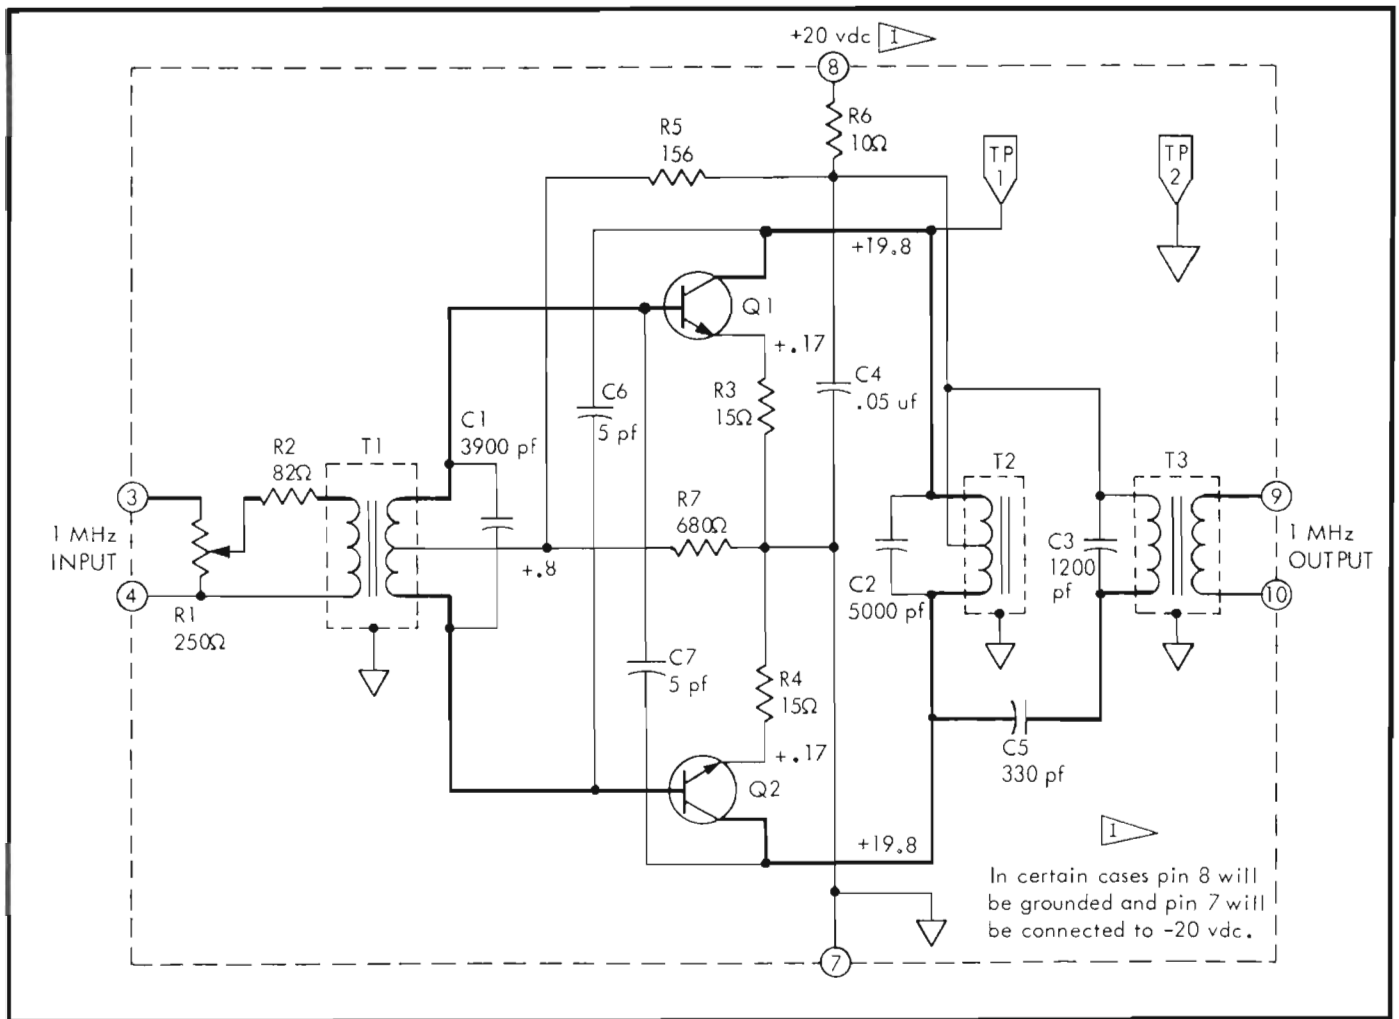 +20 vdc I
8
R6
10Ω
R5
156
TP
1
TP
2
+19.8
Q1
+.17
C4
.05 uf
R3
15Ω
C6
5 pf
C1
3900 pf
R2
82Ω
T1
T2
T3
3
9
1 MHz
INPUT
R7
680Ω
C3
1200
pf
1 MHz
OUTPUT
+.8
C2
5000 pf
4
10
R1
250Ω
C7
5 pf
R4
15Ω
C5
330 pf
+.17
Q2
+19.8
I
In certain cases pin 8 will
be grounded and pin 7 will
be connected to -20 vdc.
7